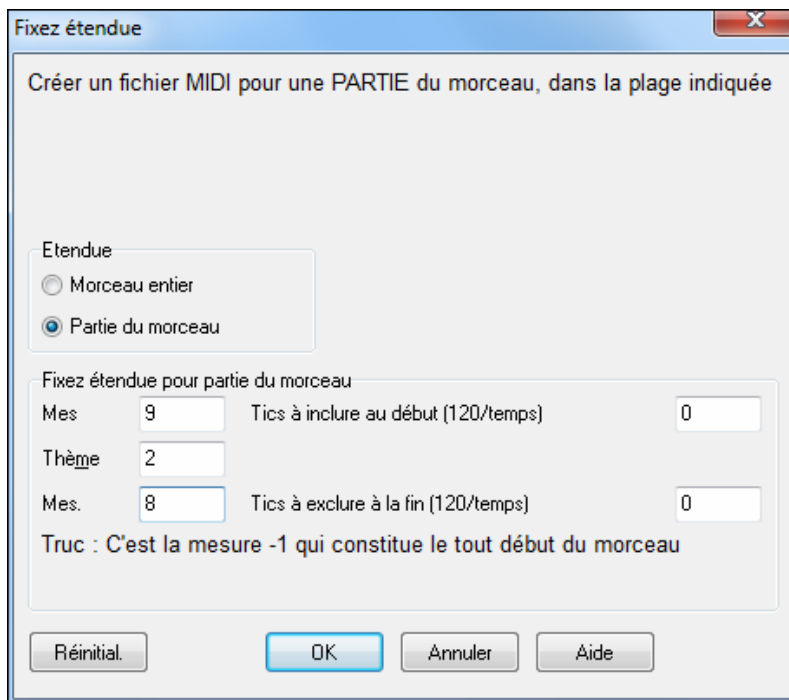 Fixez étendue
Créer un fichier MIDI pour une PARTIE du morceau, dans la plage indiquée
Etendue
Morceau entier
Partie du morceau
Fixez étendue pour partie du morceau
Mes 9 Tics à inclure au début (120/temps) 0
Thème 2
Mes. 8 Tics à exclure à la fin (120/temps) 0
Truc : C'est la mesure -1 qui constitue le tout début du morceau
Réinitial. OK Annuler Aide